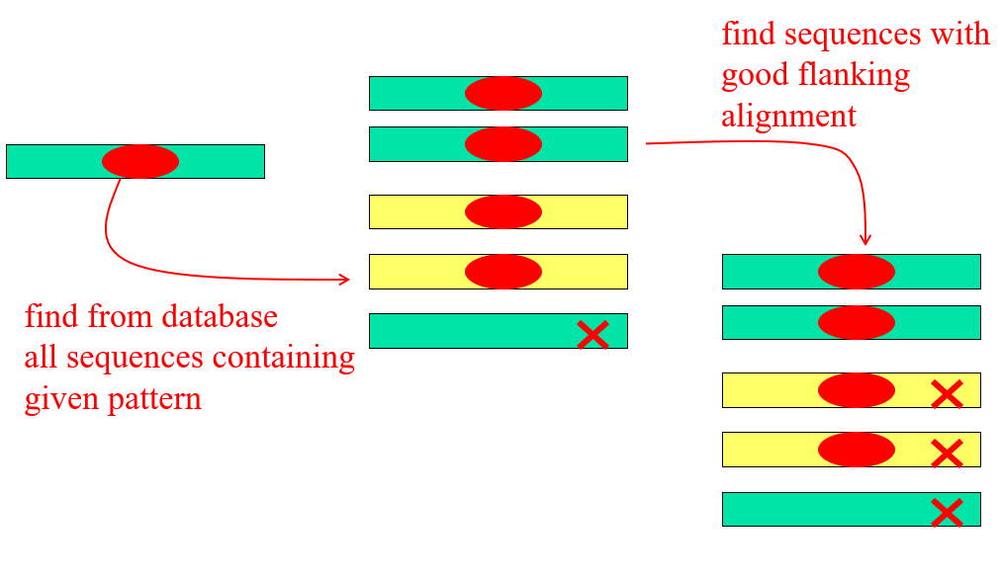 find sequences with
good flanking
alignment
find from database
all sequences containing
given pattern